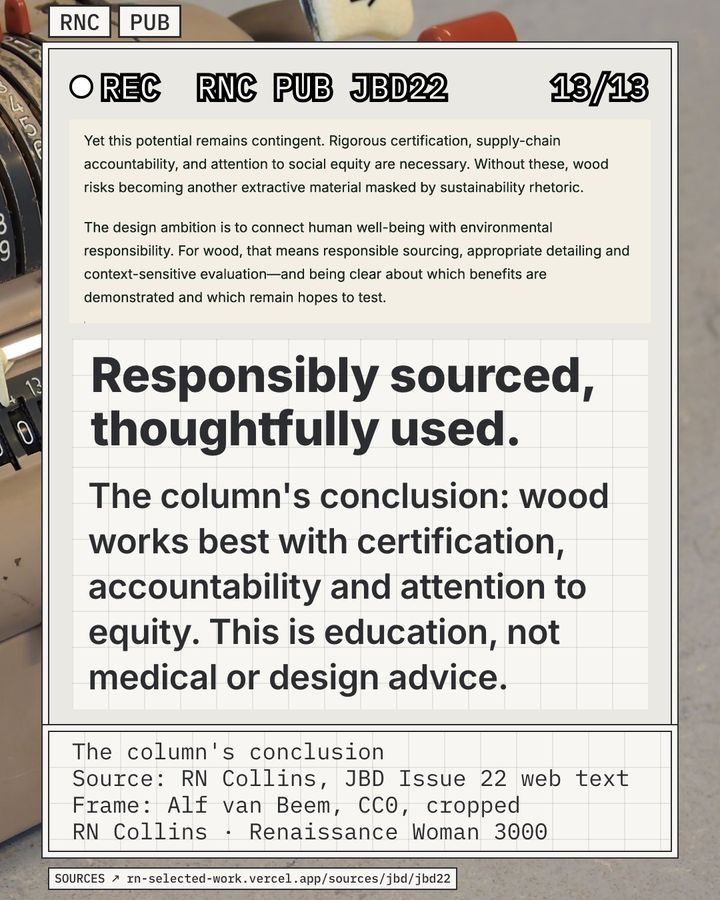 RNC PUB
REC RNC PUB JBD22 13/13
Yet this potential remains contingent. Rigorous certification, supply-chain
accountability, and attention to social equity are necessary. Without these, wood
risks becoming another extractive material masked by sustainability rhetoric.
The design ambition is to connect human well-being with environmental
responsibility. For wood, that means responsible sourcing, appropriate detailing and
context-sensitive evaluation—and being clear about which benefits are
demonstrated and which remain hopes to test.
Responsibly sourced,
thoughtfully used.
The column's conclusion: wood
works best with certification,
accountability and attention to
equity. This is education, not
medical or design advice.
The column's conclusion
Source: RN Collins, JBD Issue 22 web text
Frame: Alf van Beem, CC0, cropped
RN Collins · Renaissance Woman 3000
SOURCES ↗ rn-selected-work.vercel.app/sources/jbd/jbd22